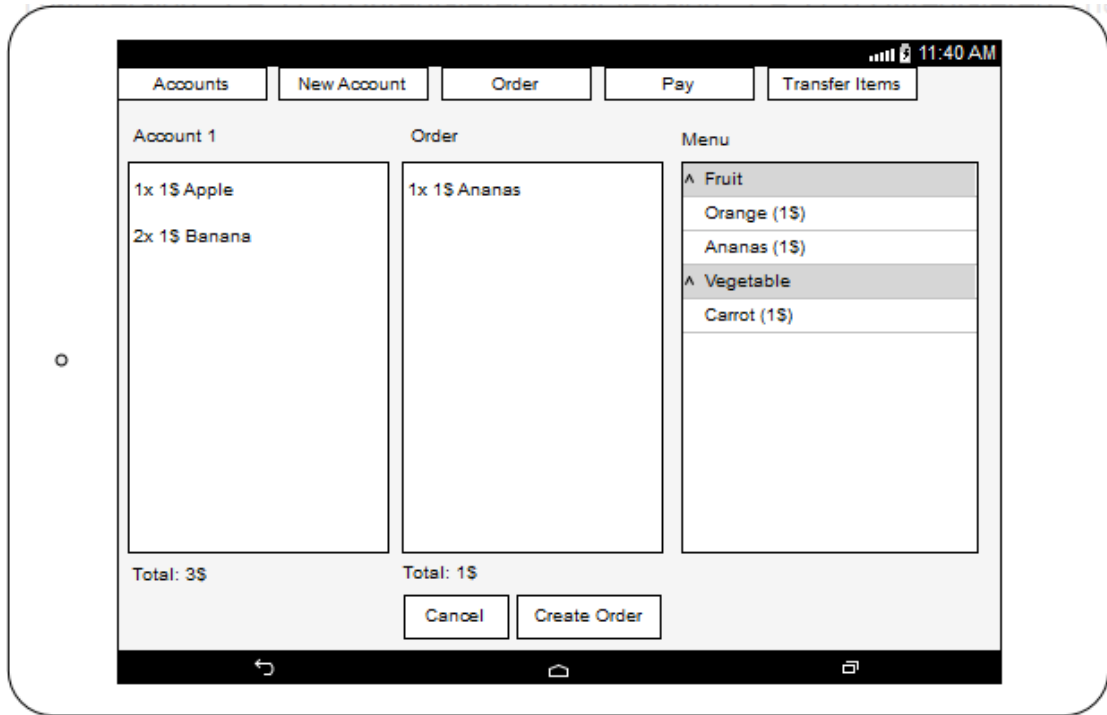 11:40 AM
Accounts
New Account
Order
Pay
Transfer Items
Account 1
1x 1$ Apple
2x 1$ Banana
Total: 3$
Order
1x 1$ Ananas
Total: 1$
Cancel
Create Order
Menu
^ Fruit
Orange (1$)
Ananas (1$)
^ Vegetable
Carrot (1$)